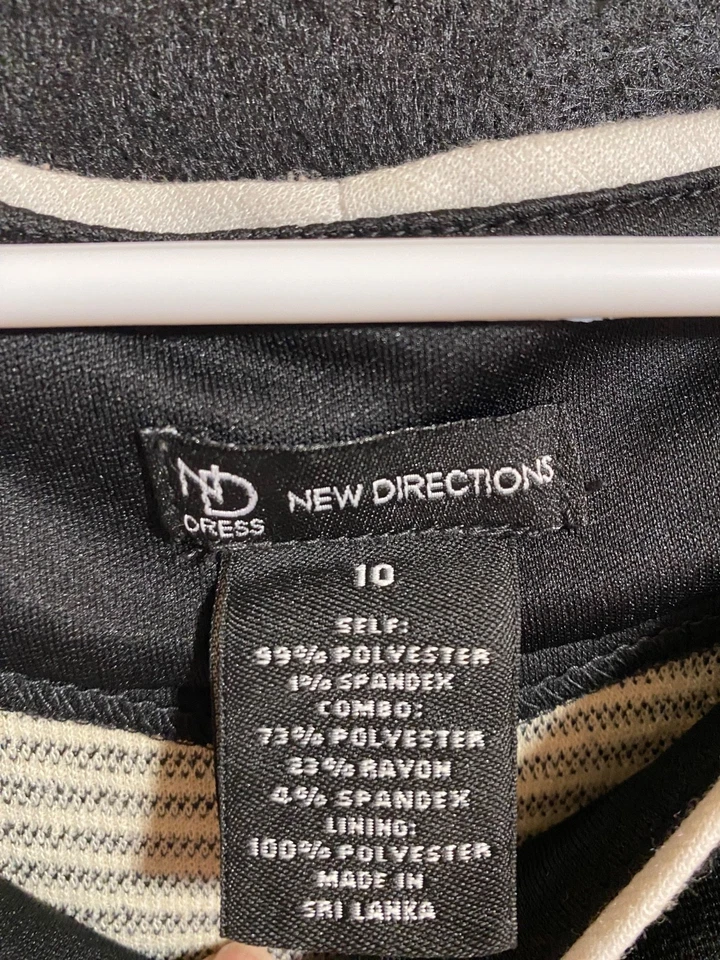 ND
DRESS
NEW DIRECTIONS
10
SELF:
99% POLYESTER
1% SPANDEX
COMBO:
73% POLYESTER
23% RAYON
4% SPANDEX
LINING:
100% POLYESTER
MADE IN
SRI LANKA